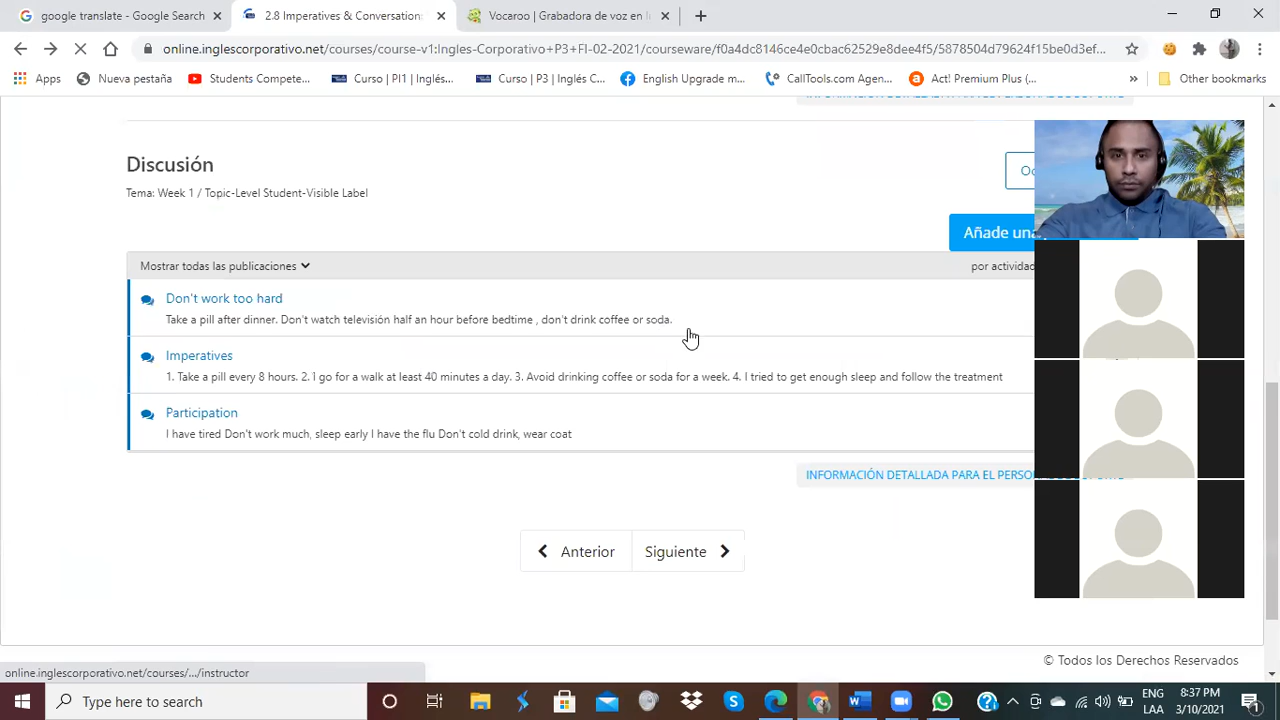 google translate - Google Search
2.8 Imperatives & Conversation:
Vocaroo | Grabadora de voz en li
online.inglescorporativo.net/courses/course-v1:Ingles-Corporativo+P3+FI-02-2021/courseware/f0a4dc8146ce4e0cbac62529e8dee4f5/5878504d79624f15be0d3ef...
Apps
Nueva pestaña
Students Compete...
Curso | PI1 | Inglés...
Curso | P3 | Inglés C...
English Upgrade m...
CallTools.com Agen...
Act! Premium Plus (...
»
Other bookmarks
Discusión
Tema: Week 1 / Topic-Level Student-Visible Label
Añade una
Mostrar todas las publicaciones
por actividad
Don't work too hard
Take a pill after dinner. Don't watch televisión half an hour before bedtime , don't drink coffee or soda.
Imperatives
1. Take a pill every 8 hours. 2. I go for a walk at least 40 minutes a day. 3. Avoid drinking coffee or soda for a week. 4. I tried to get enough sleep and follow the treatment
Participation
I have tired Don't work much, sleep early I have the flu Don't cold drink, wear coat
INFORMACIÓN DETALLADA PARA EL PERSON
Anterior
Siguiente
online.inglescorporativo.net/courses/.../instructor
© Todos los Derechos Reservados
Type here to search
ENG
8:37 PM
LAA
3/10/2021